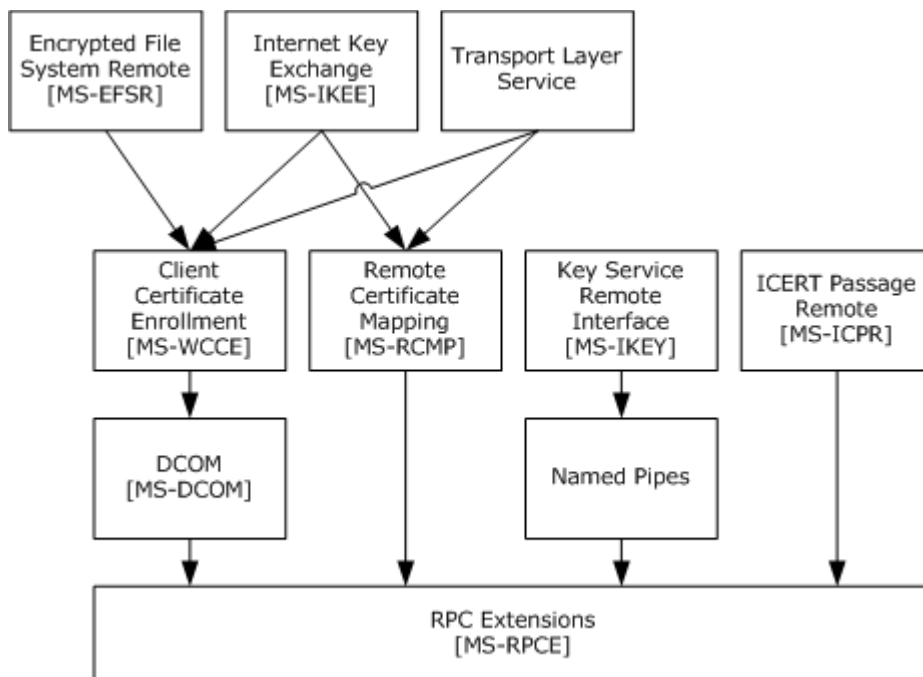 Encrypted File
System Remote
[MS-EFSR]
Internet Key
Exchange
[MS-IKEE]
Transport Layer
Service
Client
Certificate
Enrollment
[MS-WCCE]
Remote
Certificate
Mapping
[MS-RCMP]
Key Service
Remote
Interface
[MS-IKEY]
ICERT Passage
Remote
[MS-ICPR]
DCOM
[MS-DCOM]
Named Pipes
RPC Extensions
[MS-RPCE]